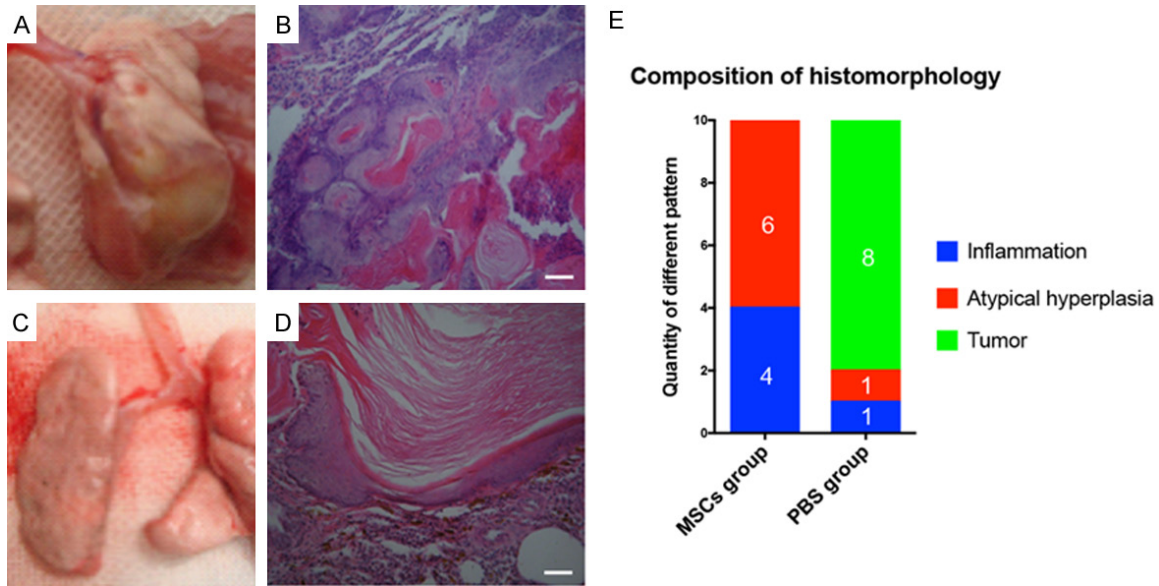 A
B
C
D
E
Composition of histomorphology
Quantity of different pattern
10
8
6
4
2
0
6
4
8
1
1
MSCs group
PBS group
Inflammation
Atypical hyperplasia
Tumor